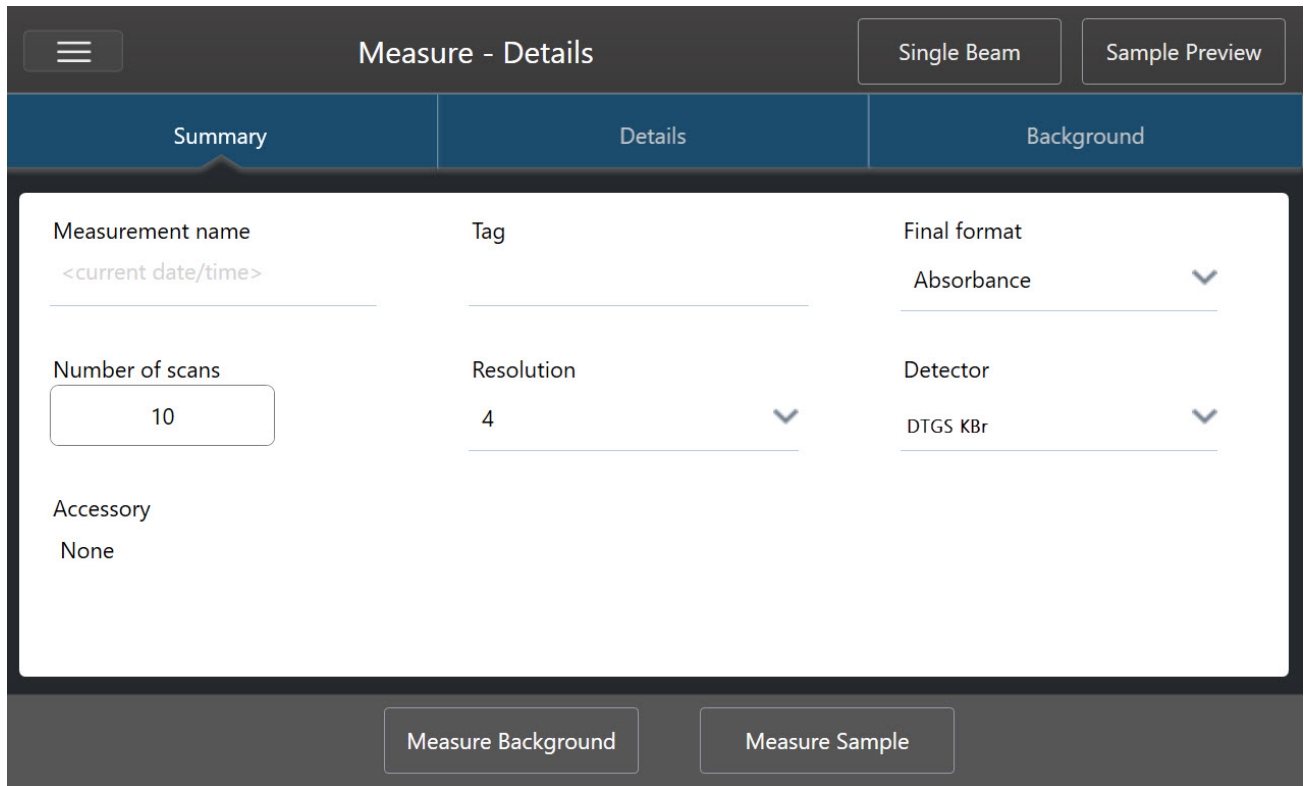 Measure - Details
Single Beam
Sample Preview
Summary
Details
Background
Measurement name
Tag
Final format
<current date/time>
Absorbance
Number of scans
Resolution
Detector
10
4
DTGS KBr
Accessory
None
Measure Background
Measure Sample